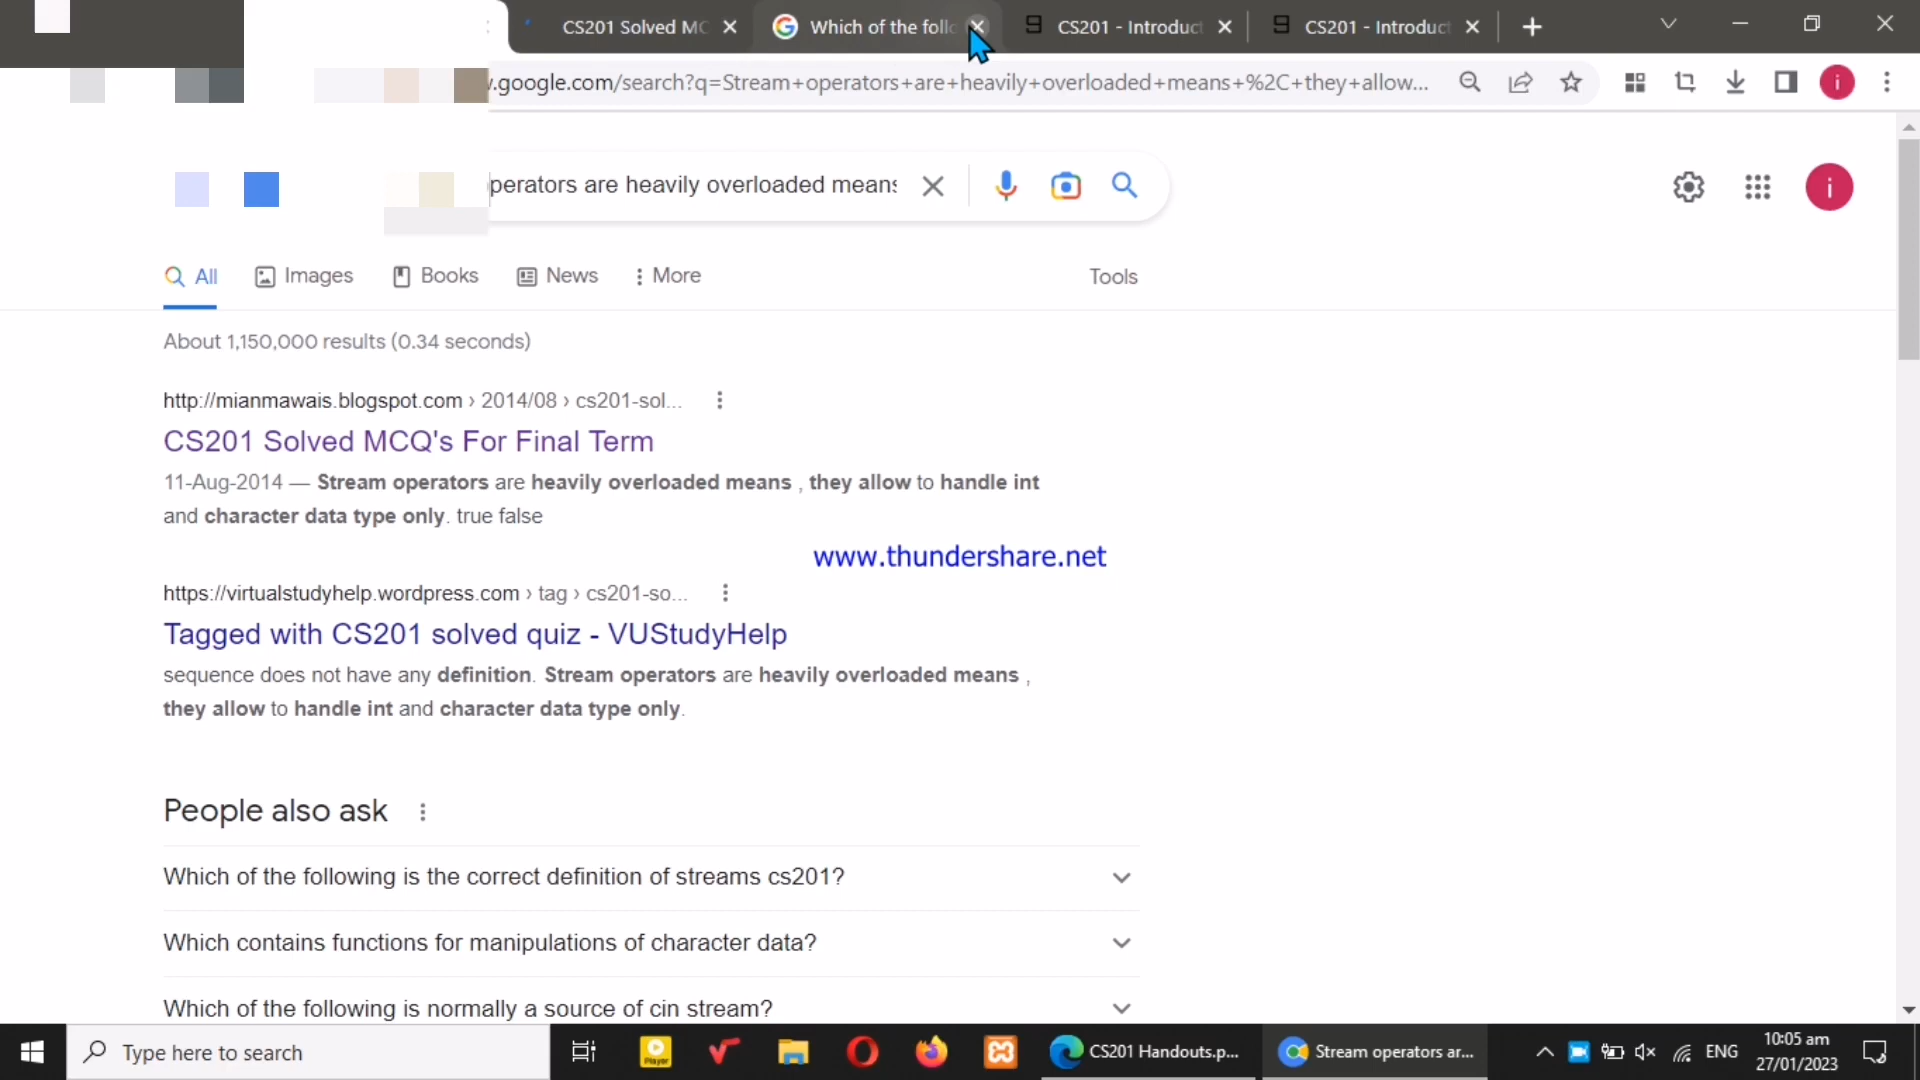 CS201 Solved MC
Which of the follo
CS201 - Introduct
CS201 - Introduct
.google.com/search?q=Stream+operators+are+heavily+overloaded+means+%2C+they+allow...
i
perators are heavily overloaded means
i
All
Images
Books
News
More
Tools
About 1,150,000 results (0.34 seconds)
http://mianmawais.blogspot.com › 2014/08 › cs201-sol...
CS201 Solved MCQ's For Final Term
11-Aug-2014 — Stream operators are heavily overloaded means , they allow to handle int
and character data type only. true false
www.thundershare.net
https://virtualstudyhelp.wordpress.com › tag › cs201-so...
Tagged with CS201 solved quiz - VUStudyHelp
sequence does not have any definition. Stream operators are heavily overloaded means ,
they allow to handle int and character data type only.
People also ask
Which of the following is the correct definition of streams cs201?
Which contains functions for manipulations of character data?
Which of the following is normally a source of cin stream?
Type here to search
Player
CS201 Handouts.p...
Stream operators ar...
ENG
10:05 am
27/01/2023